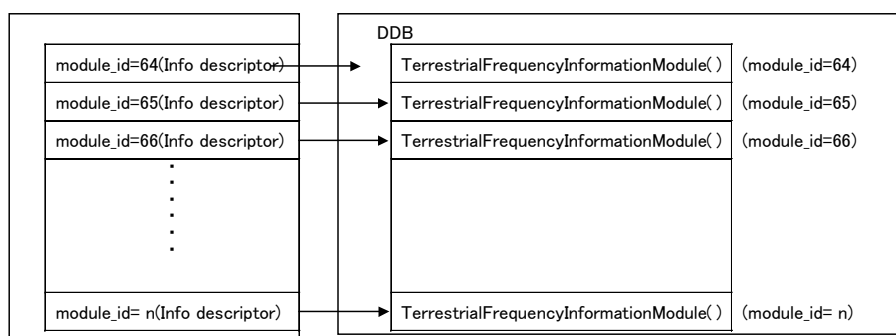 DDB
module_id=64(Info descriptor) TerrestrialFrequencyInformationModule( ) (module_id=64)
module_id=65(Info descriptor) TerrestrialFrequencyInformationModule( ) (module_id=65)
module_id=66(Info descriptor) TerrestrialFrequencyInformationModule( ) (module_id=66)
module_id= n(Info descriptor) TerrestrialFrequencyInformationModule( ) (module_id= n)